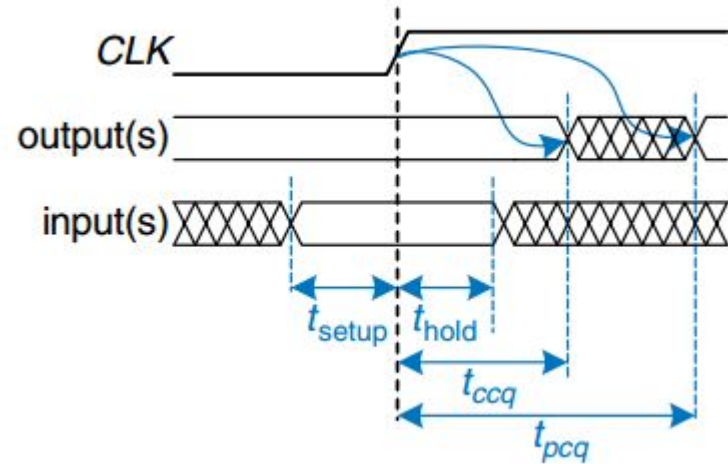 CLK
output(s)
input(s)
tsetup thold
tccq
tpcq